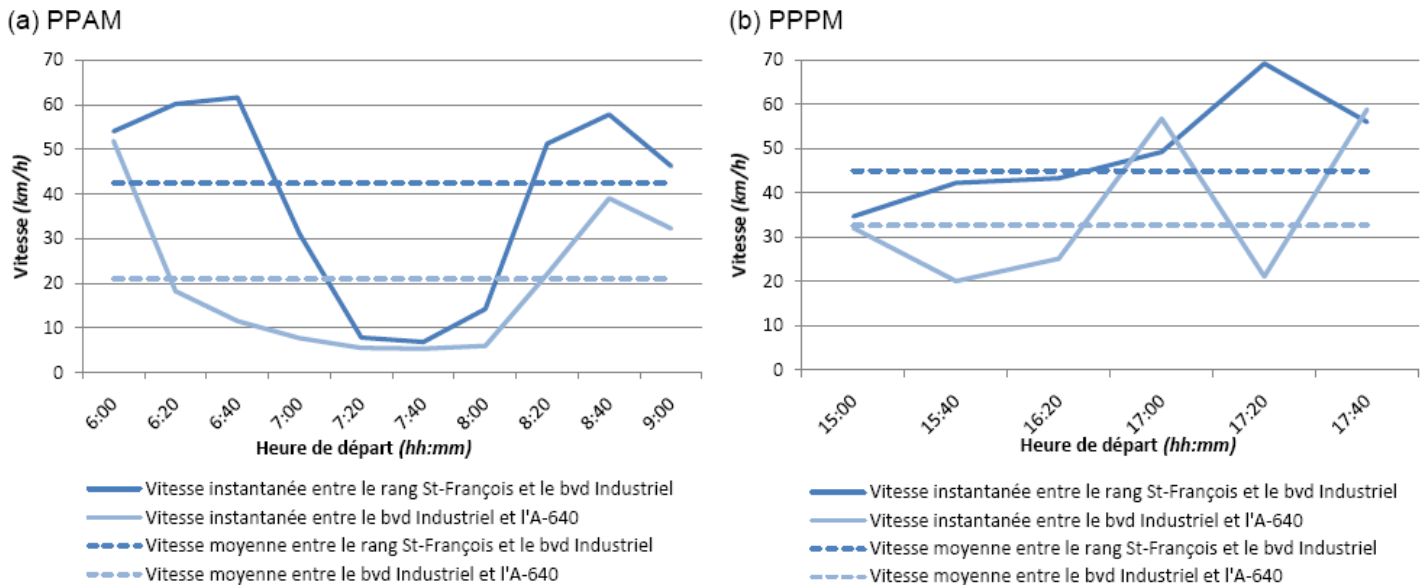 (a) PPAM
70
60
50
40
30
20
10
0
Vitesse (km/h)
6:00
6:20
6:40
7:00
7:20
7:40
8:00
8:20
8:40
9:00
Heure de départ (hh:mm)
Vitesse instantanée entre le rang St-François et le bvd Industriel
Vitesse instantanée entre le bvd Industriel et l'A-640
Vitesse moyenne entre le rang St-François et le bvd Industriel
Vitesse moyenne entre le bvd Industriel et l'A-640
(b) PPPM
70
60
50
40
30
20
10
0
Vitesse (km/h)
15:00
15:40
16:20
17:00
17:20
17:40
Heure de départ (hh:mm)
Vitesse instantanée entre le rang St-François et le bvd Industriel
Vitesse instantanée entre le bvd Industriel et l'A-640
Vitesse moyenne entre le rang St-François et le bvd Industriel
Vitesse moyenne entre le bvd Industriel et l'A-640